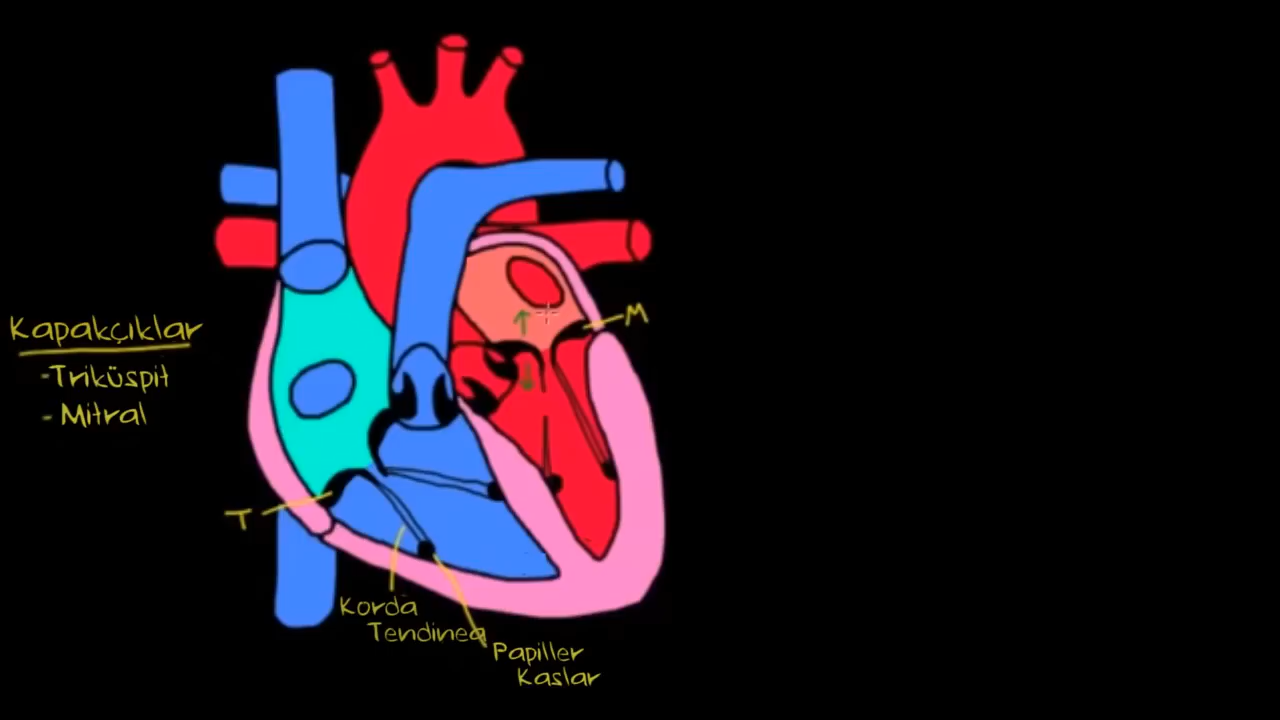 Kapakçıklar
-Triküspit
- Mitral
M
T
Korda
Tendinea
Papiller
Kaslar